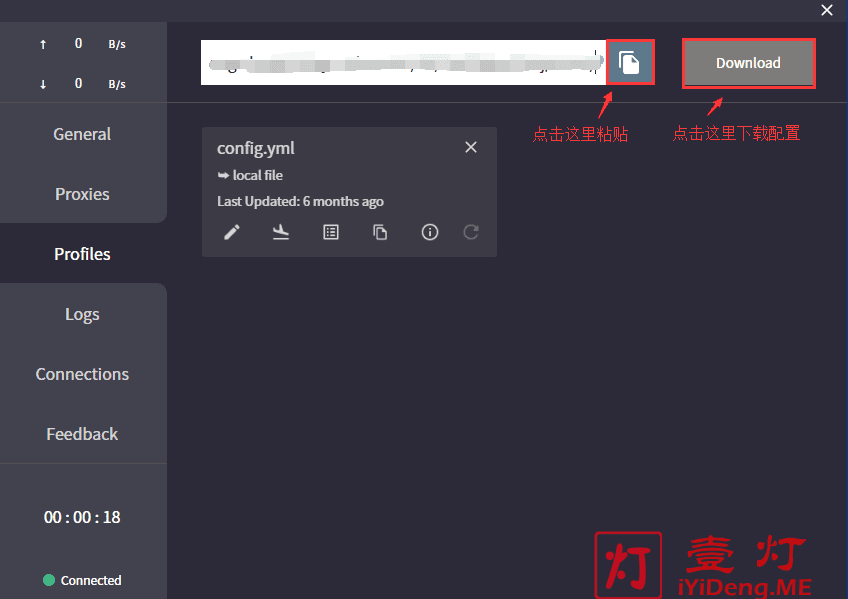 ↑ 0 B/s
↓ 0 B/s
General
Proxies
Profiles
Logs
Connections
Feedback
00 : 00 : 18
Connected
Download
点击这里粘贴
点击这里下载配置
config.yml
local file
Last Updated: 6 months ago
灯
壹灯
iYiDeng.ME